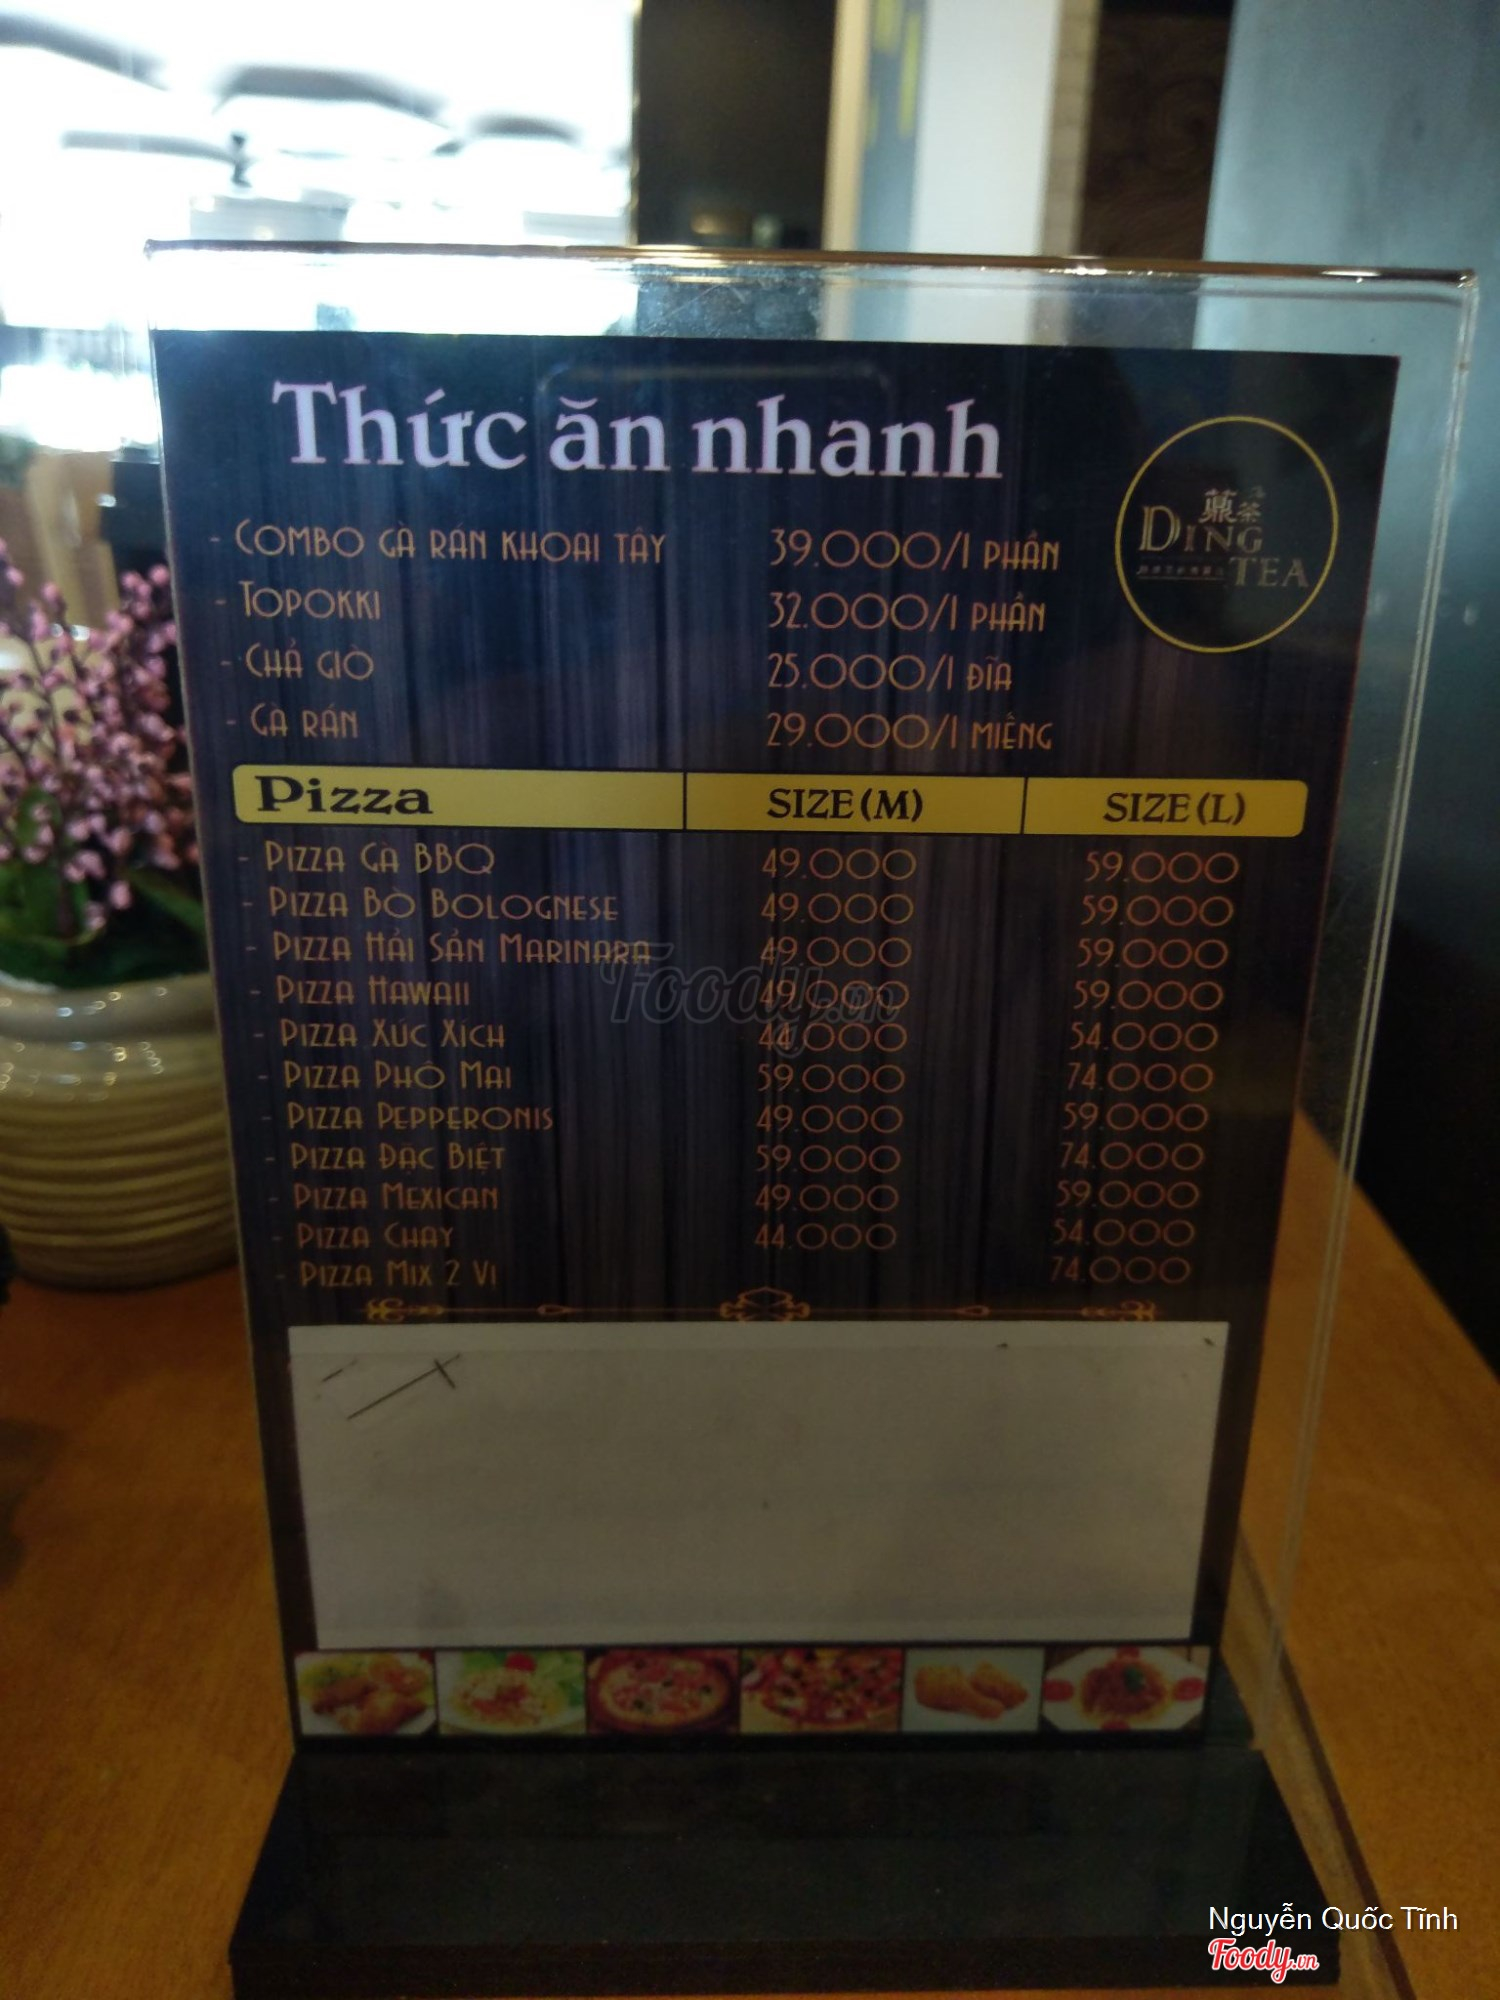 Thức ăn nhanh
茶
DING
TEA
- COMBO GÀ RÁN KHOAI TÂY 39.000/1 PHẦN
- TOPOKKI 32.000/1 PHẦN
- CHẢ GIÒ 25.000/1 ĐĨA
- GÀ RÁN 29.000/1 MIẾNG
Pizza SIZE (M) SIZE (L)
- PIZZA GÀ BBQ 49.000 59.000
- PIZZA BÒ BOLOGNESE 49.000 59.000
- PIZZA HẢI SẢN MARINARA 49.000 59.000
- PIZZA HAWAII 49.000 59.000
- PIZZA XÚC XÍCH 44.000 54.000
- PIZZA PHÔ MAI 59.000 74.000
- PIZZA PEPPERONIS 49.000 59.000
- PIZZA ĐẶC BIỆT 59.000 74.000
- PIZZA MEXICAN 49.000 59.000
- PIZZA CHAY 44.000 54.000
- PIZZA MIX 2 VỊ 74.000
Foody.vn
Nguyễn Quốc Tĩnh
Foody.vn